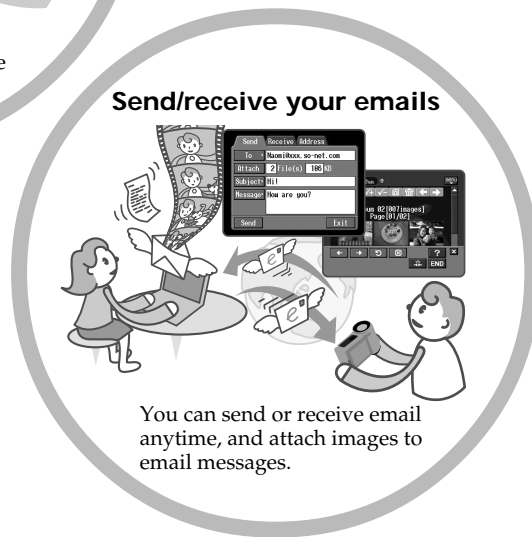 e
Send/receive your emails
Send Receive Address
To Naomi@xxx.so-net.com
Attach 2 File(s) 186 KB
Subject Hi!
Message How are you?
Send Exit
MENU
02[007images]
Page[01/02]
?
END
e
e
You can send or receive email
anytime, and attach images to
email messages.